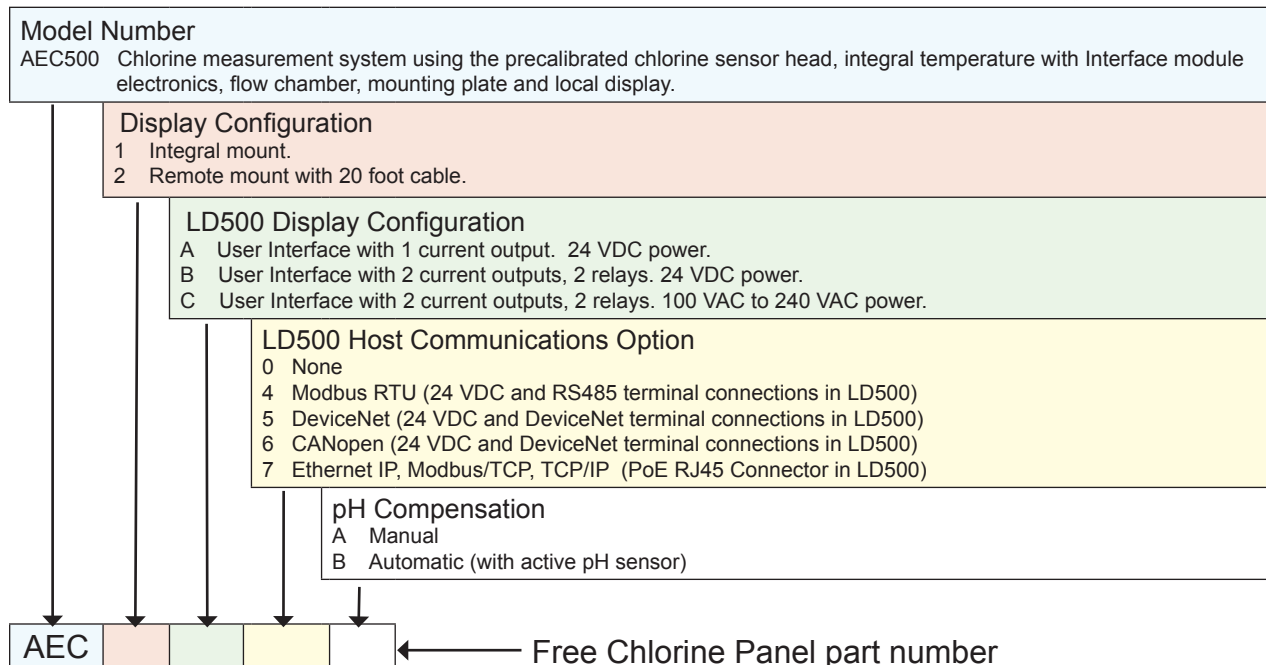 Model Number
AEC500 Chlorine measurement system using the precalibrated chlorine sensor head, integral temperature with Interface module
electronics, flow chamber, mounting plate and local display.
Display Configuration
1 Integral mount.
2 Remote mount with 20 foot cable.
LD500 Display Configuration
A User Interface with 1 current output. 24 VDC power.
B User Interface with 2 current outputs, 2 relays. 24 VDC power.
C User Interface with 2 current outputs, 2 relays. 100 VAC to 240 VAC power.
LD500 Host Communications Option
0 None
4 Modbus RTU (24 VDC and RS485 terminal connections in LD500)
5 DeviceNet (24 VDC and DeviceNet terminal connections in LD500)
6 CANopen (24 VDC and DeviceNet terminal connections in LD500)
7 Ethernet IP, Modbus/TCP, TCP/IP (PoE RJ45 Connector in LD500)
pH Compensation
A Manual
B Automatic (with active pH sensor)
AEC
Free Chlorine Panel part number